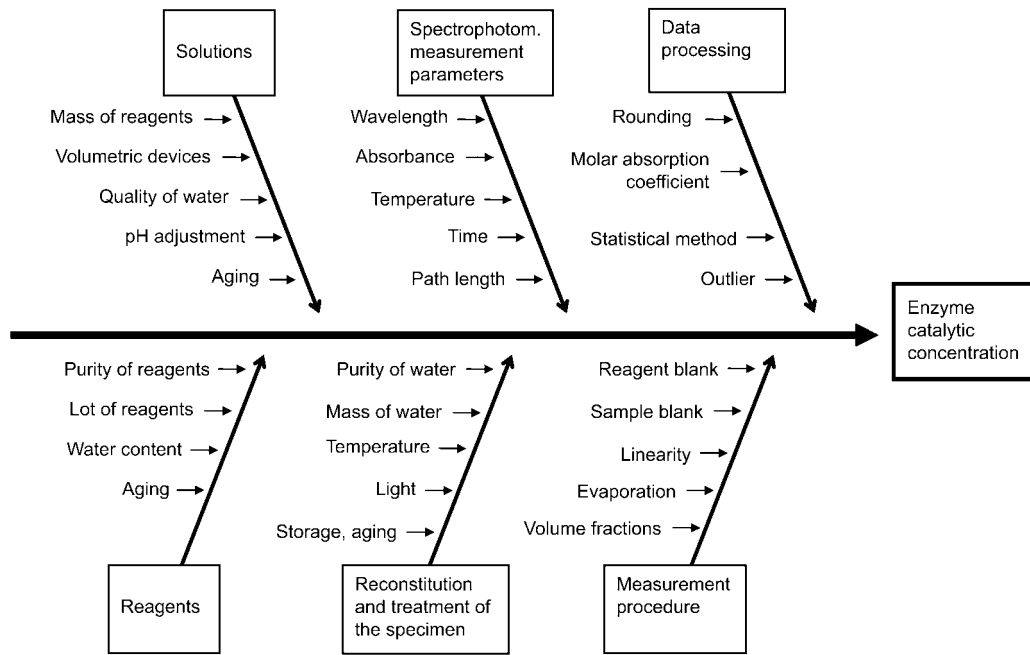 Solutions
Mass of reagents
Volumetric devices
Quality of water
pH adjustment
Aging
Spectrophotom.
measurement
parameters
Wavelength
Absorbance
Temperature
Time
Path length
Data
processing
Rounding
Molar absorption
coefficient
Statistical method
Outlier
Enzyme
catalytic
concentration
Purity of reagents
Lot of reagents
Water content
Aging
Reagents
Purity of water
Mass of water
Temperature
Light
Storage, aging
Reconstitution
and treatment of
the specimen
Reagent blank
Sample blank
Linearity
Evaporation
Volume fractions
Measurement
procedure